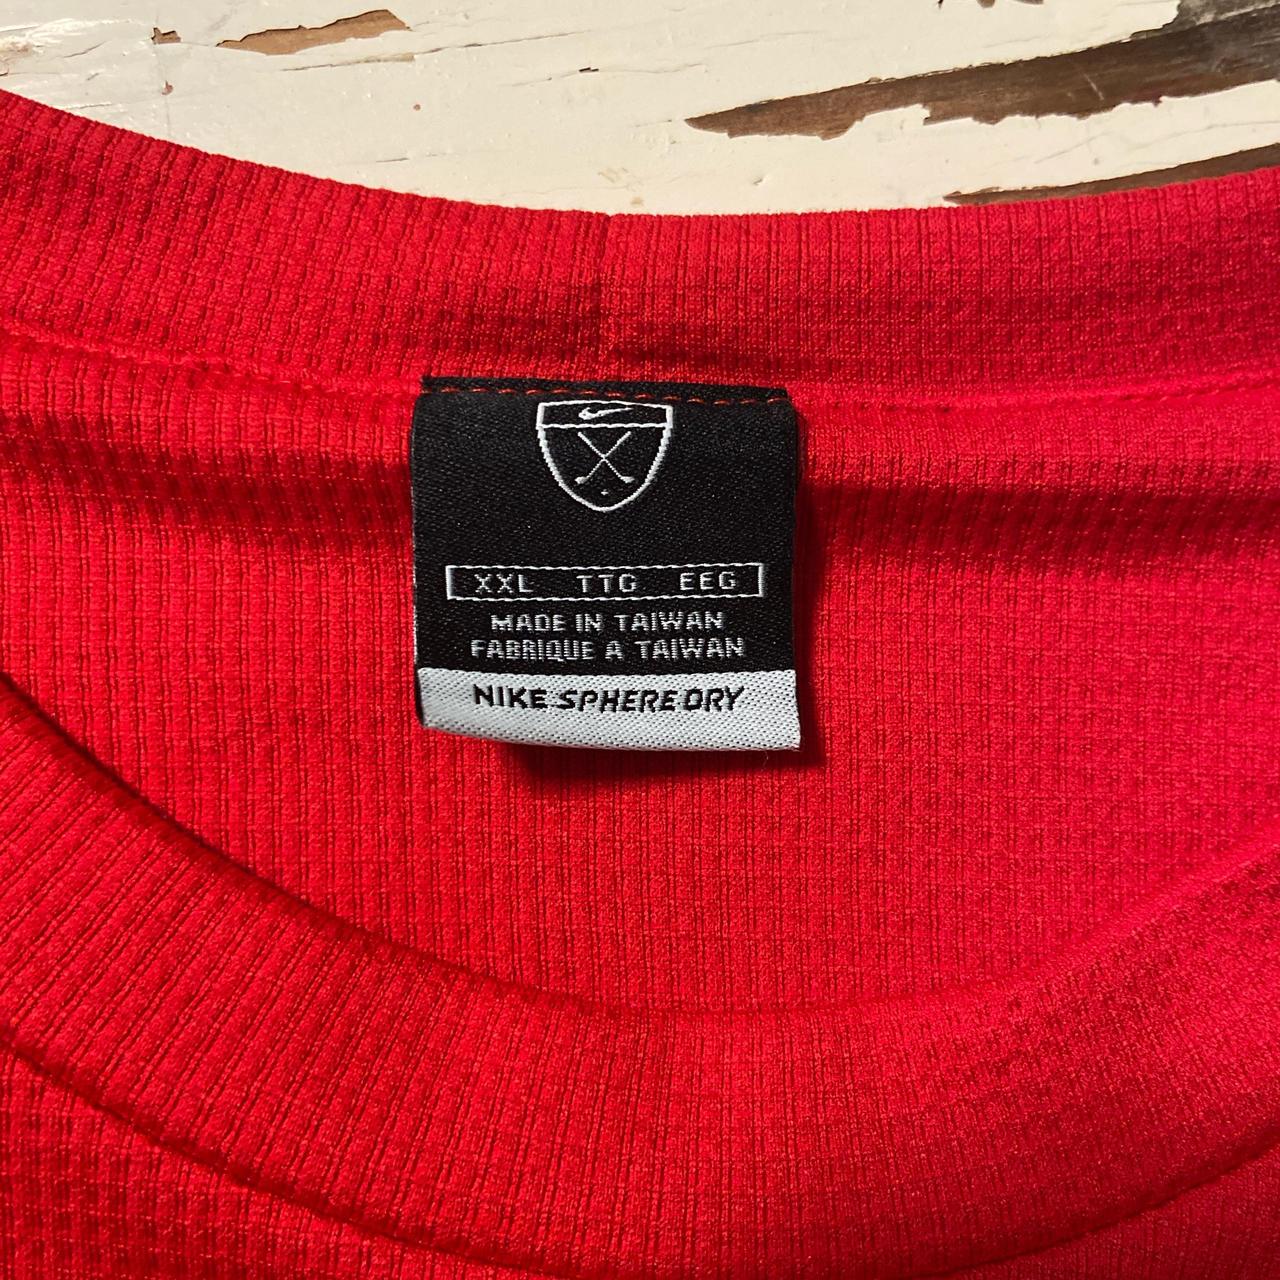 XXL TTG EEG
MADE IN TAIWAN
FABRIQUE A TAIWAN
NIKE SPHERE DRY